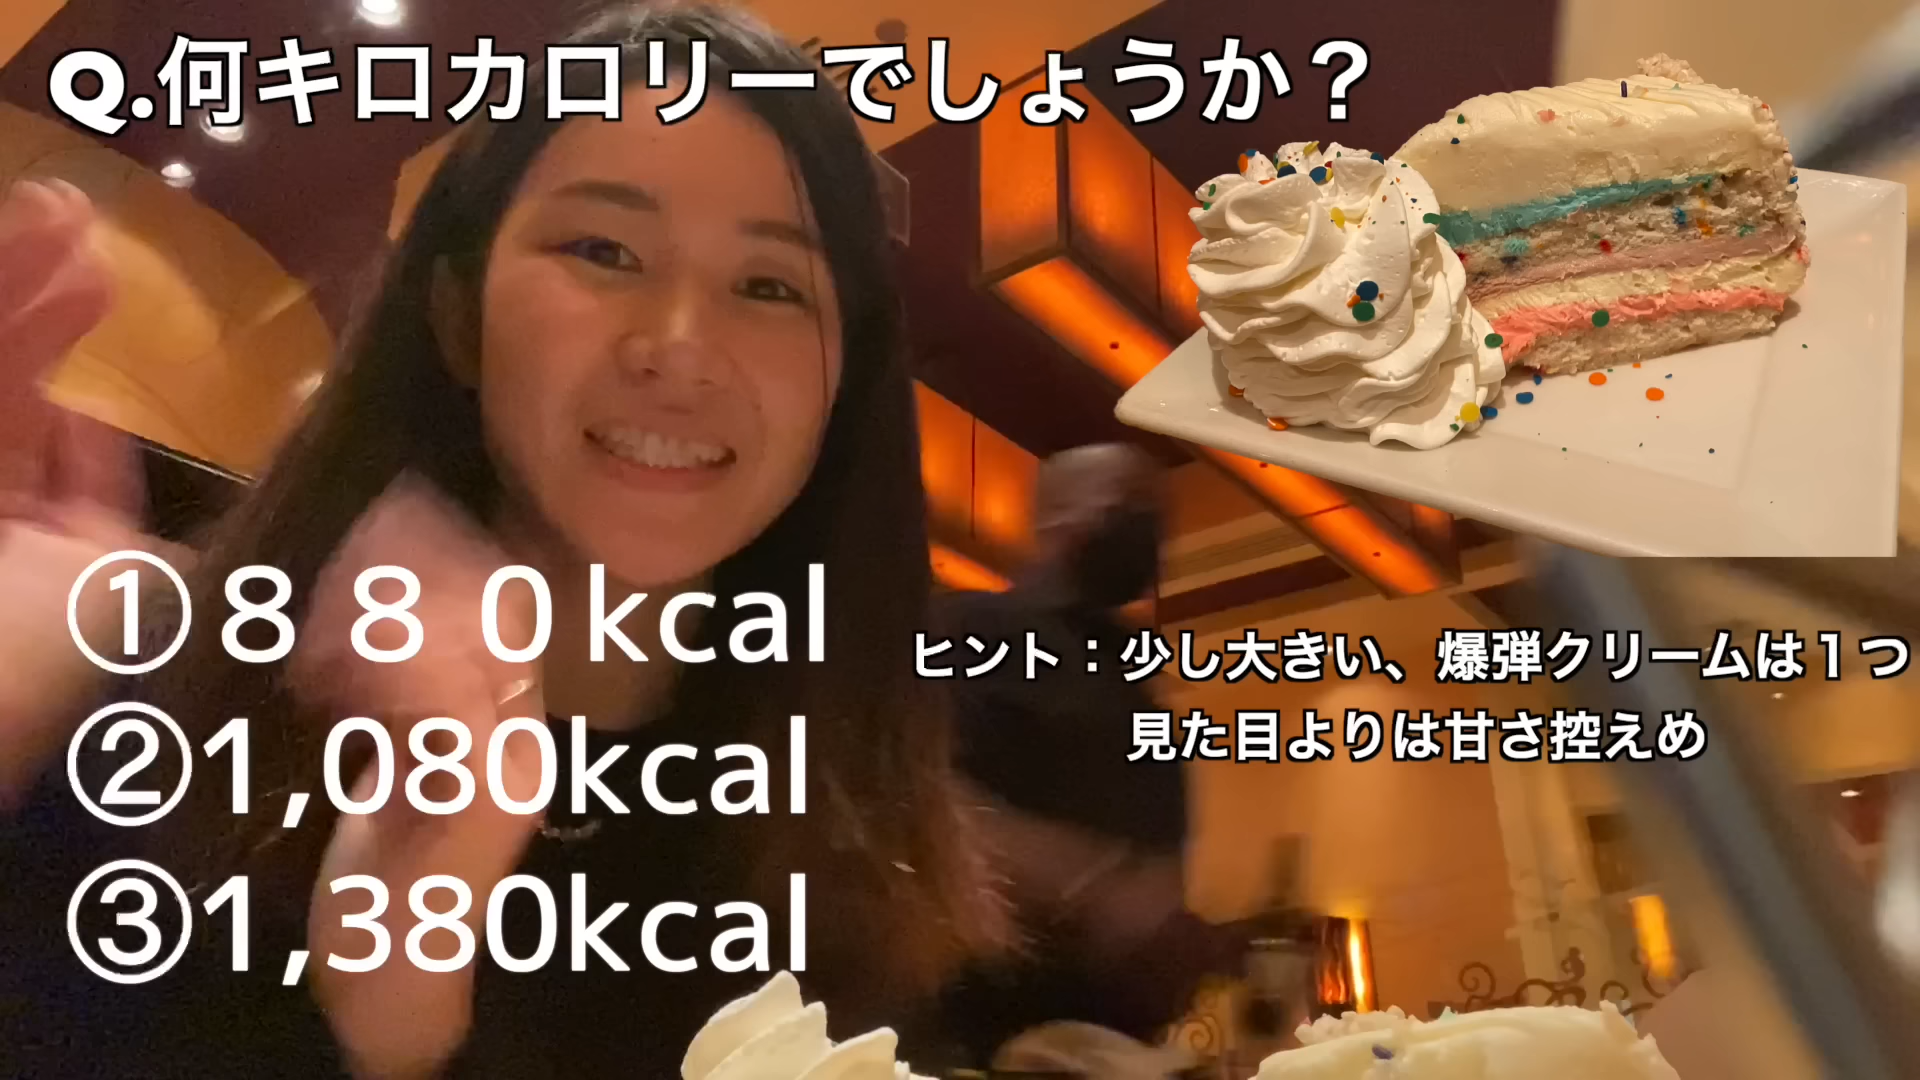 Q.何キロカロリーでしょうか？
①８８０kcal
②1,080kcal
③1,380kcal
ヒント：少し大きい、爆弾クリームは１つ
見た目よりは甘さ控えめ